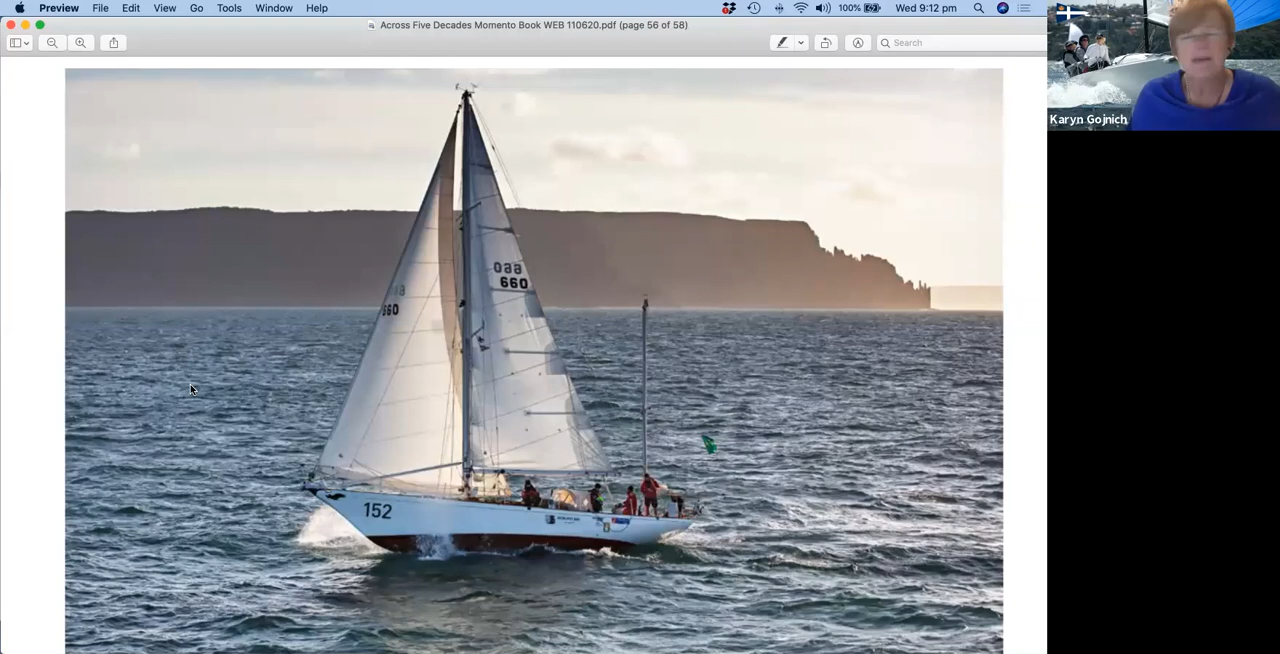 Preview File Edit View Go Tools Window Help 100% Wed 9:12 pm
Across Five Decades Momento Book WEB 110620.pdf (page 56 of 58)
Search
Karyn Gojnich
660
660
660
152